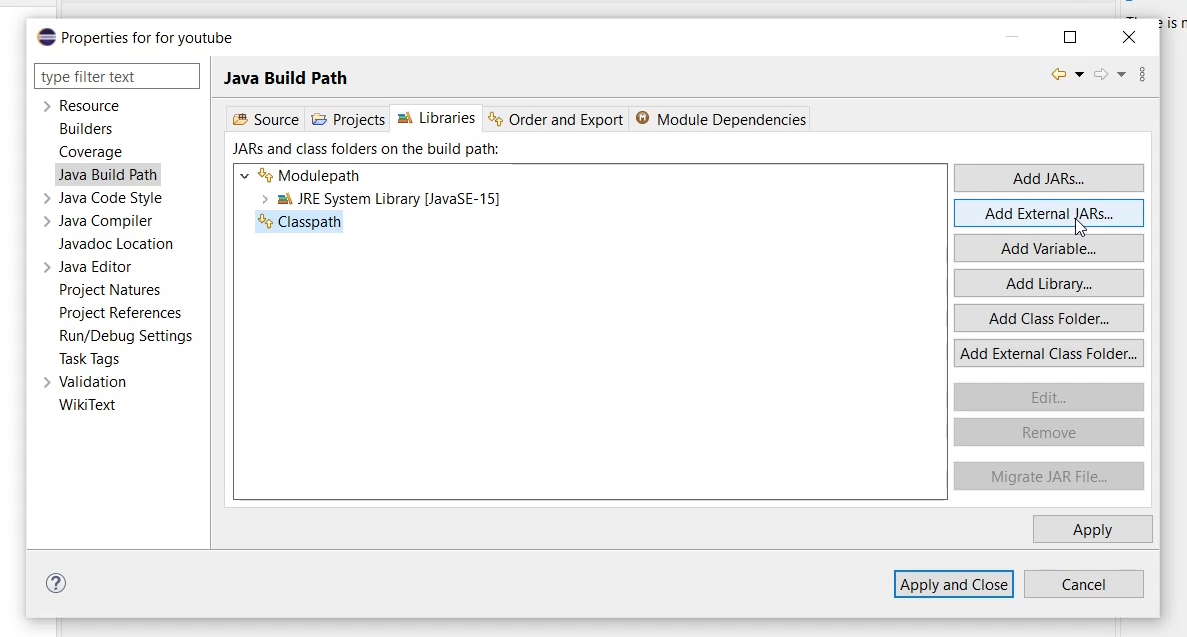 Properties for for youtube
is n
type filter text
Resource
Builders
Coverage
Java Build Path
Java Code Style
Java Compiler
Javadoc Location
Java Editor
Project Natures
Project References
Run/Debug Settings
Task Tags
Validation
WikiText
Java Build Path
Source
Projects
Libraries
Order and Export
Module Dependencies
JARs and class folders on the build path:
Modulepath
JRE System Library [JavaSE-15]
Classpath
Add JARs...
Add External JARs...
Add Variable...
Add Library...
Add Class Folder...
Add External Class Folder...
Edit...
Remove
Migrate JAR File...
Apply
Apply and Close
Cancel